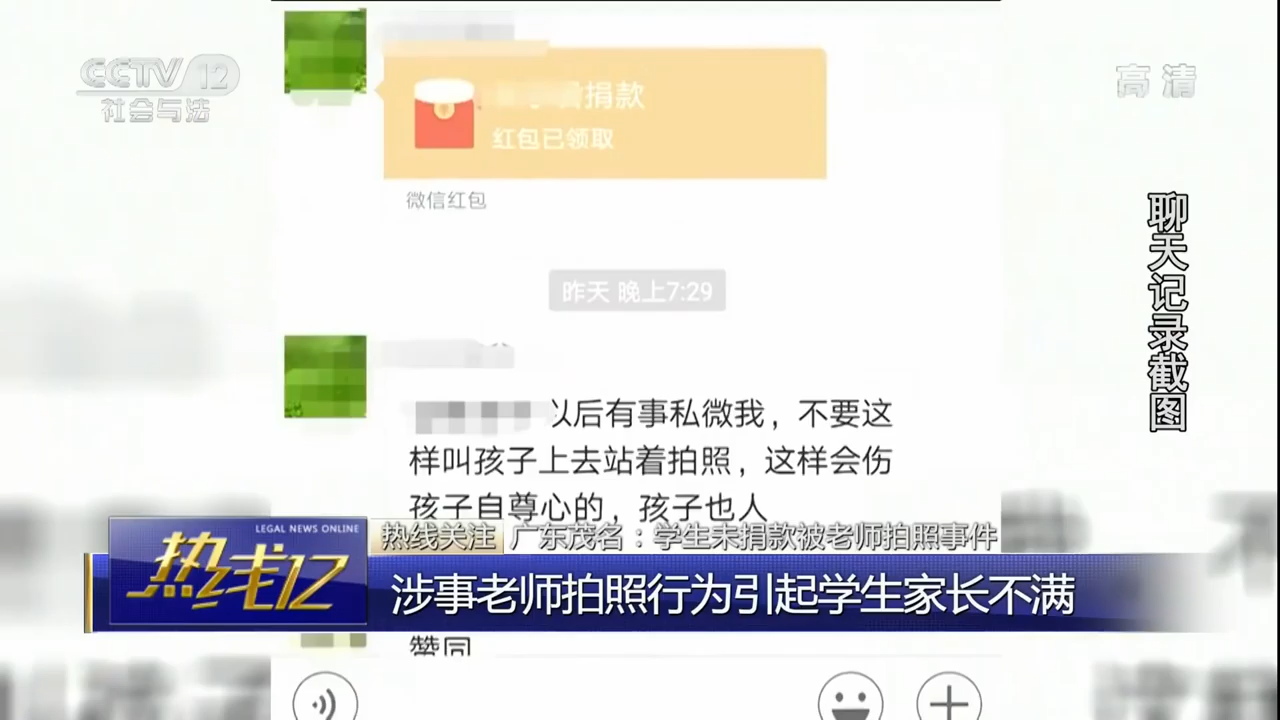 CCTV 12
社会与法
高清
捐款
红包已领取
微信红包
昨天 晚上7:29
以后有事私微我，不要这
样叫孩子上去站着拍照，这样会伤
孩子自尊心的，孩子也人
赞同
聊天记录截图
LEGAL NEWS ONLINE
热线12
热线关注 广东茂名：学生未捐款被老师拍照事件
涉事老师拍照行为引起学生家长不满